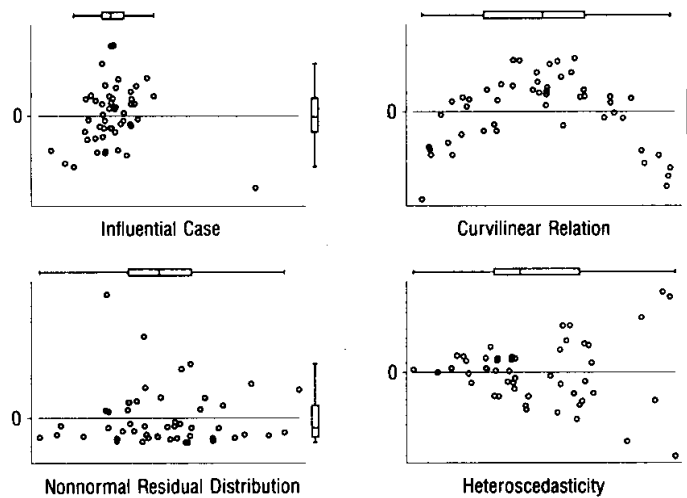 0
0
Influential Case
Curvilinear Relation
0
0
Nonnormal Residual Distribution
Heteroscedasticity